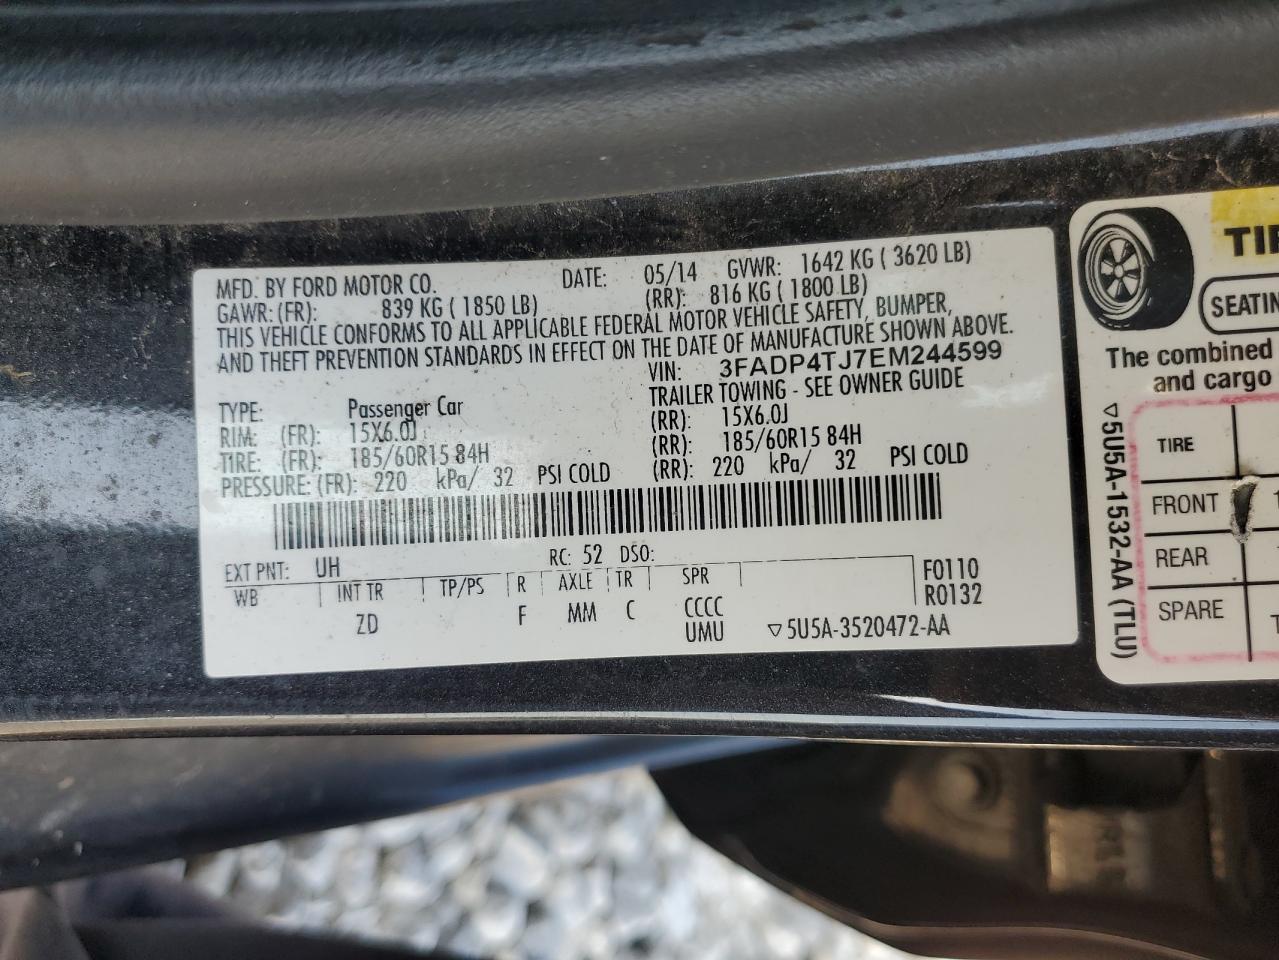 MFD. BY FORD MOTOR CO. DATE: 05/14 GVWR: 1642 KG ( 3620 LB)
GAWR: (FR): 839 KG ( 1850 LB) (RR): 816 KG ( 1800 LB)
THIS VEHICLE CONFORMS TO ALL APPLICABLE FEDERAL MOTOR VEHICLE SAFETY, BUMPER,
AND THEFT PREVENTION STANDARDS IN EFFECT ON THE DATE OF MANUFACTURE SHOWN ABOVE.
VIN: 3FADP4TJ7EM244599
TYPE: Passenger Car TRAILER TOWING - SEE OWNER GUIDE
RIM: (FR): 15X6.0J (RR): 15X6.0J
TIRE: (FR): 185/60R15 84H (RR): 185/60R15 84H
PRESSURE: (FR): 220 kPa/ 32 PSI COLD (RR): 220 kPa/ 32 PSI COLD
EXT PNT: UH RC: 52 DSO:
WB INT TR TP/PS R AXLE TR SPR F0110
R0132
ZD F MM C CCCC
UMU ▽5U5A-3520472-AA
TIRE
SEATIN
The combined
and cargo
TIRE
FRONT 1
REAR
SPARE T
▽5U5A-1532-AA (TLU)